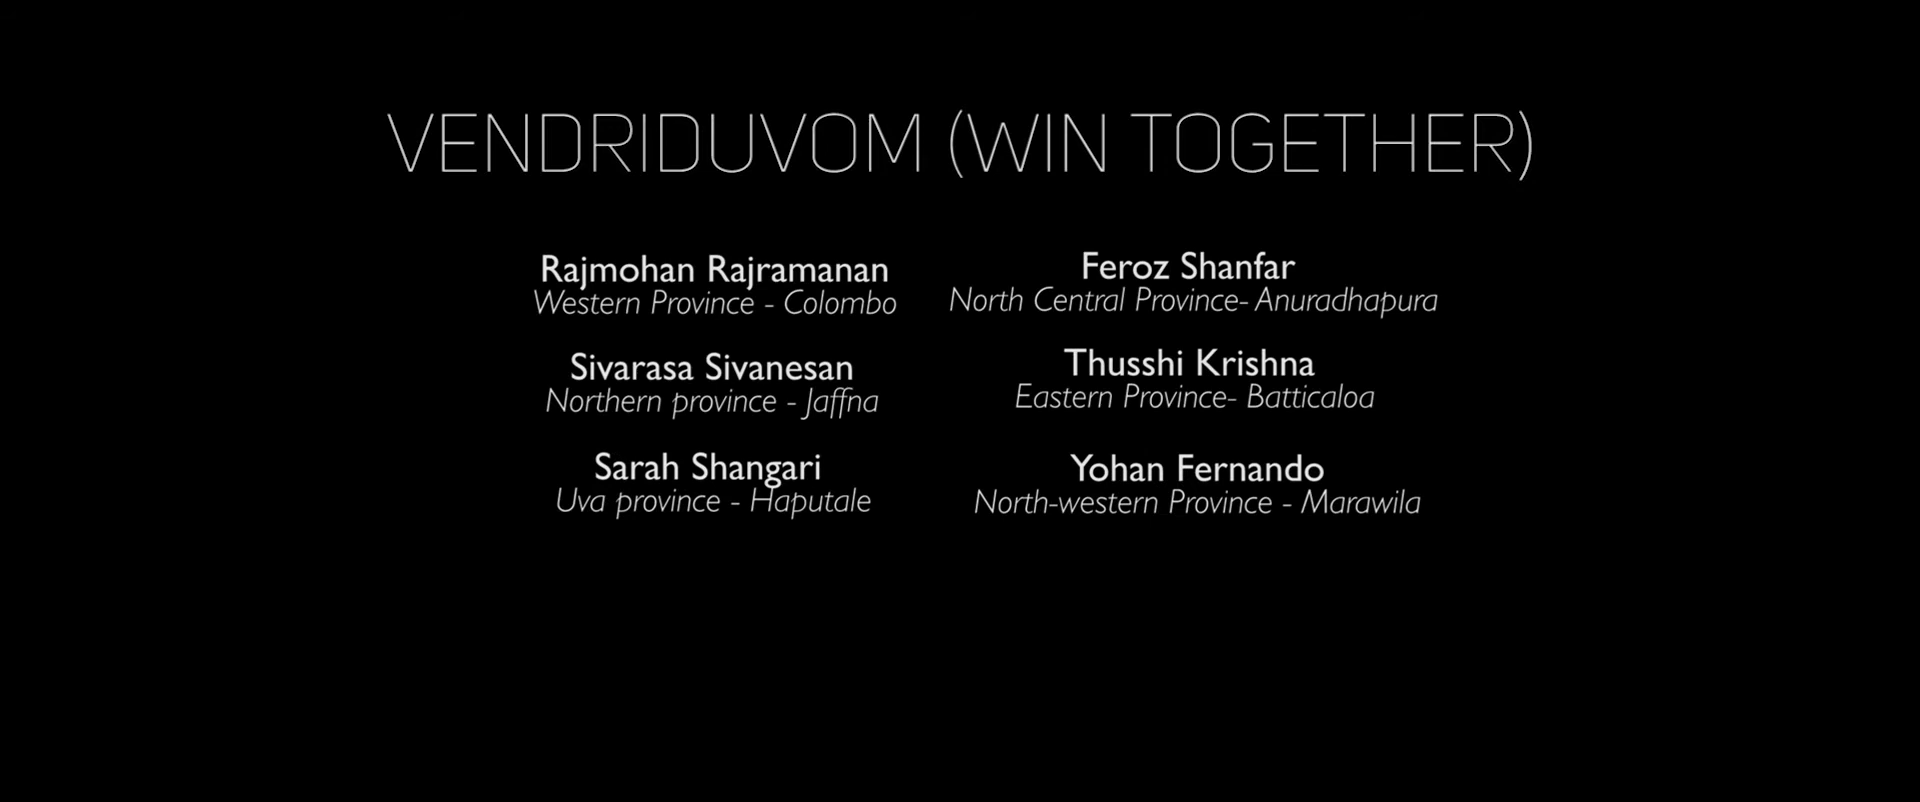 VENDRIDUVOM (WIN TOGETHER)
Rajmohan Rajramanan
Western Province - Colombo
Sivarasa Sivanesan
Northern province - Jaffna
Sarah Shangari
Uva province - Haputale
Feroz Shanfar
North Central Province- Anuradhapura
Thusshi Krishna
Eastern Province- Batticaloa
Yohan Fernando
North-western Province - Marawila